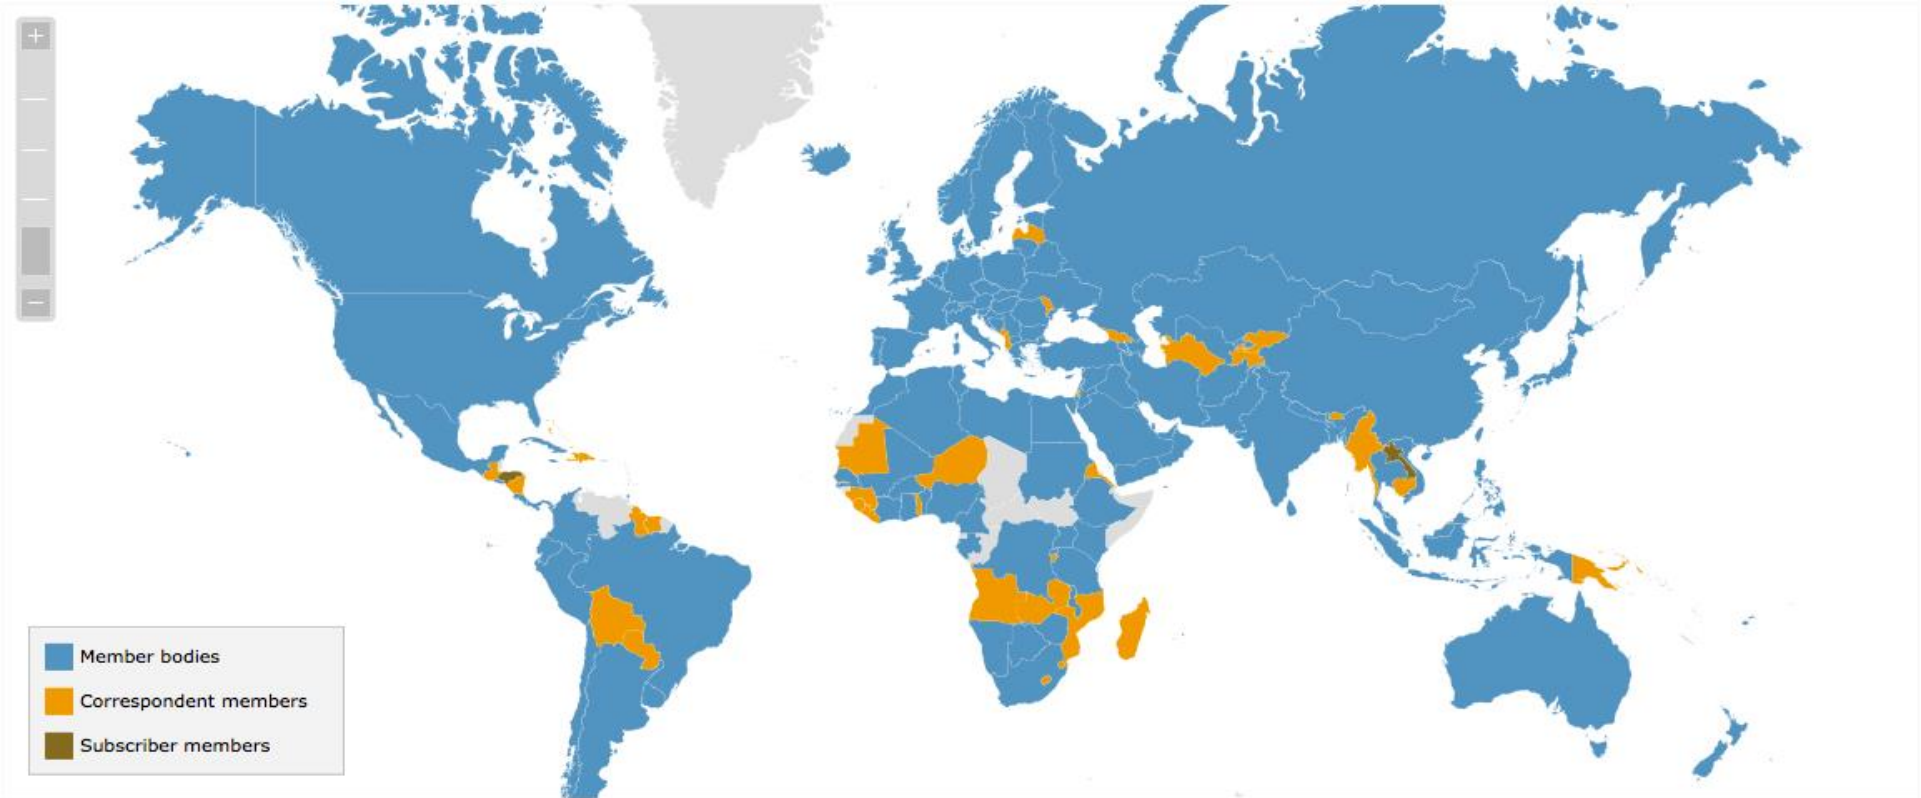 +
−
Member bodies
Correspondent members
Subscriber members